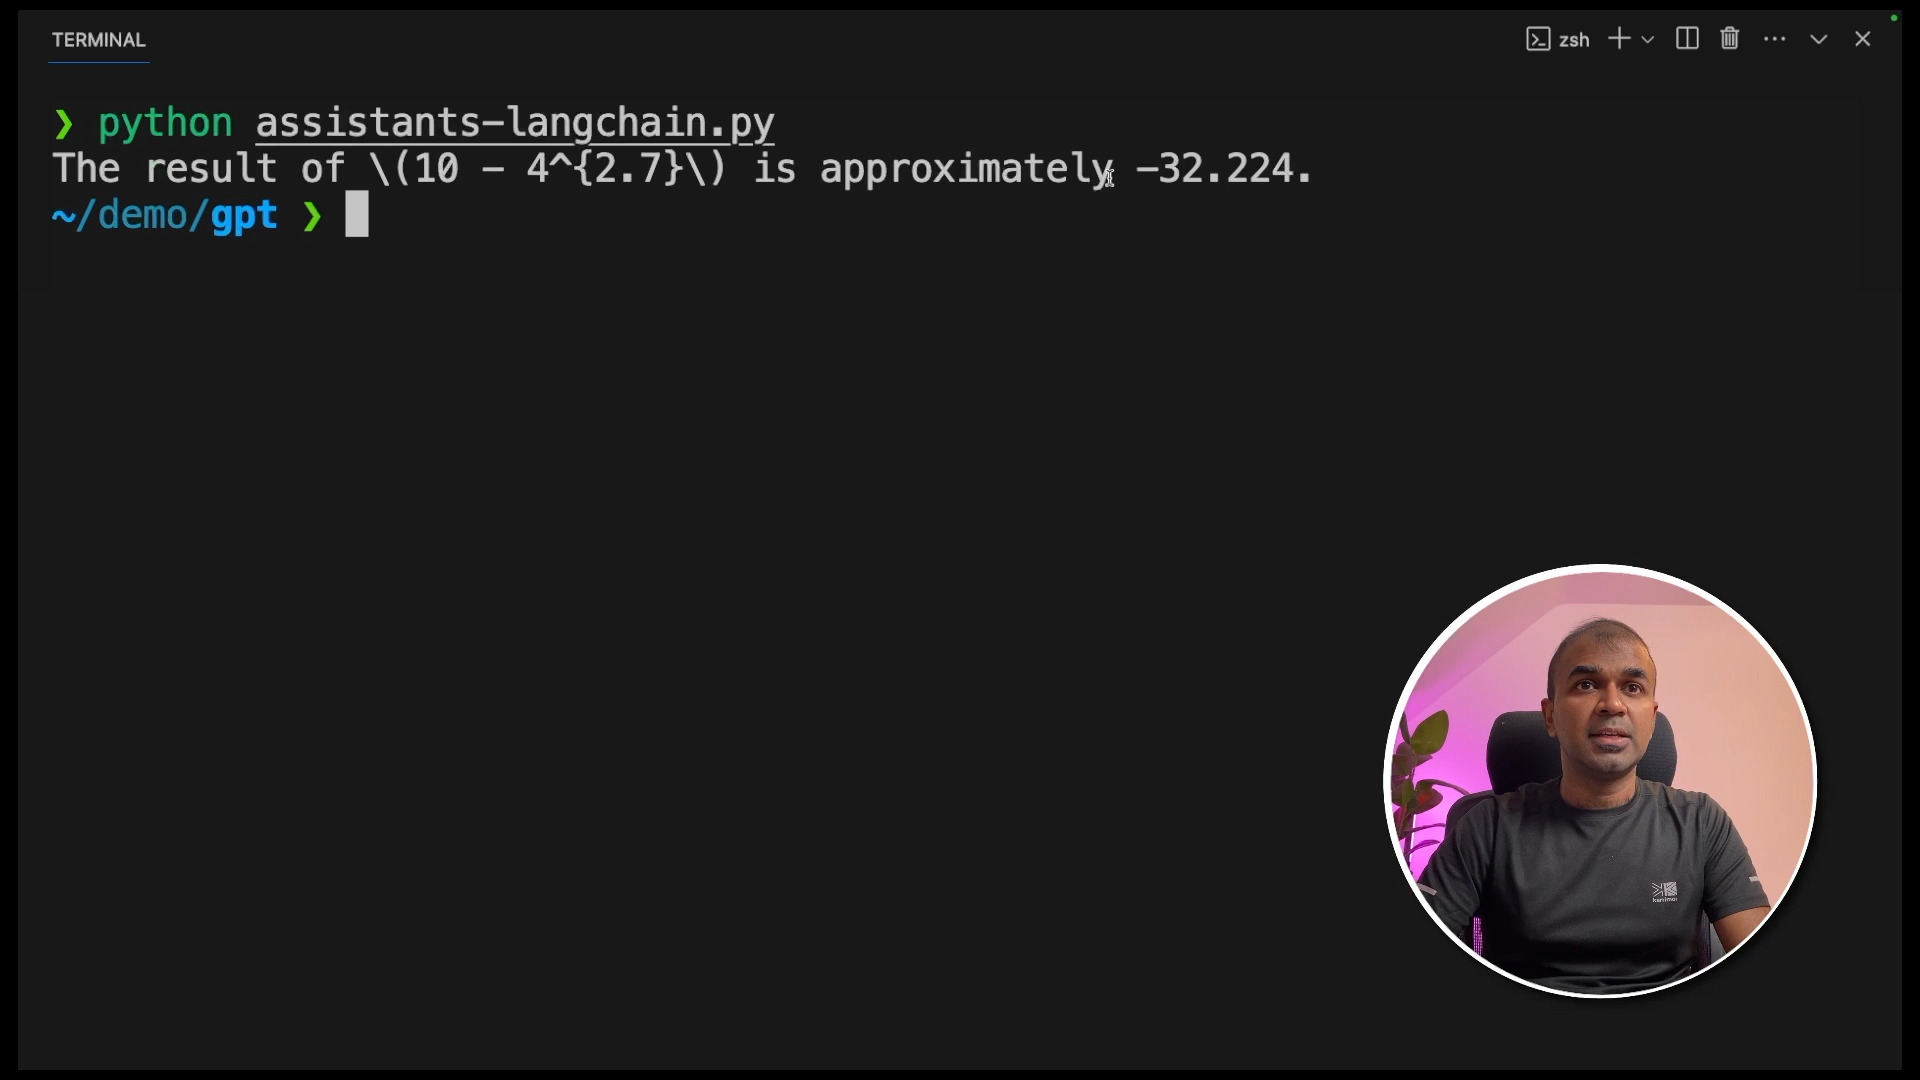 TERMINAL
zsh
❯ python assistants-langchain.py
The result of \(10 - 4^{2.7}\) is approximately -32.224.
~/demo/gpt ❯